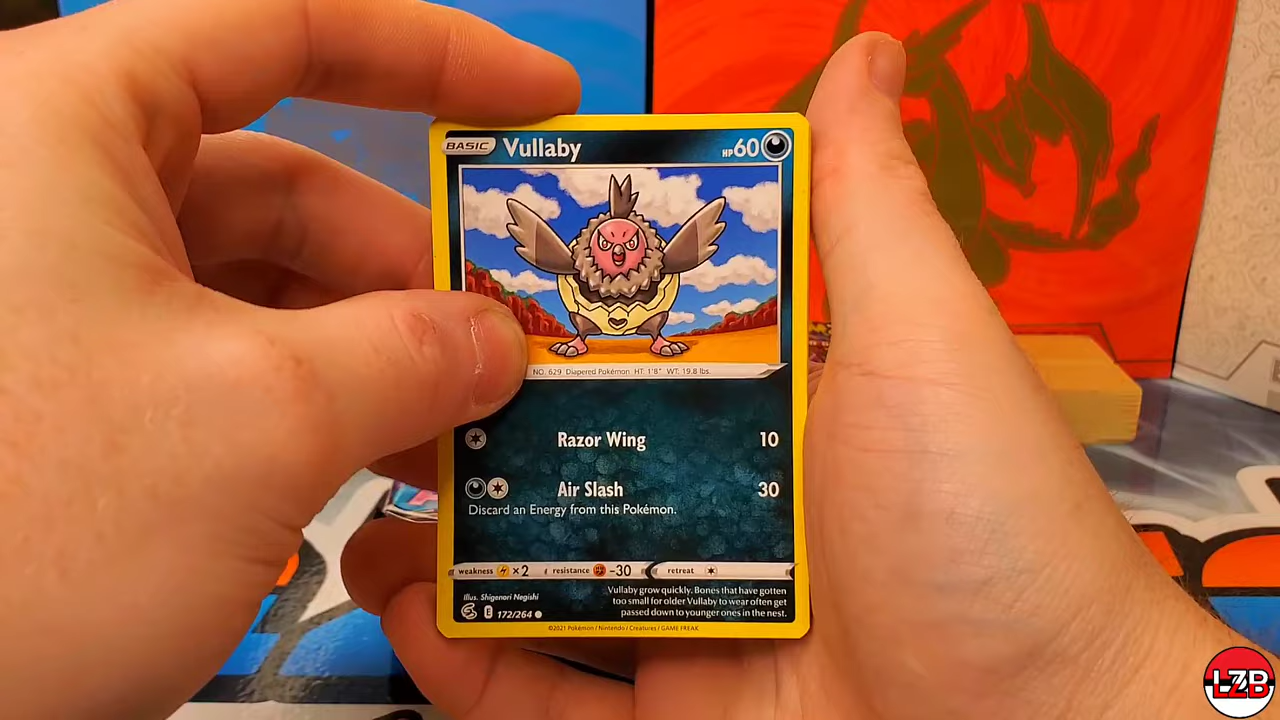 BASIC Vullaby HP60
NO. 629 Diapered Pokémon HT: 1'8" WT: 19.8 lbs.
Razor Wing 10
Air Slash 30
Discard an Energy from this Pokémon.
weakness ×2 resistance -30 retreat
Illus. Shigenori Negishi
E 172/264
Vullaby grow quickly. Bones that have gotten
too small for older Vullaby to wear often get
passed down to younger ones in the nest.
©2021 Pokémon / Nintendo / Creatures / GAME FREAK
LZB